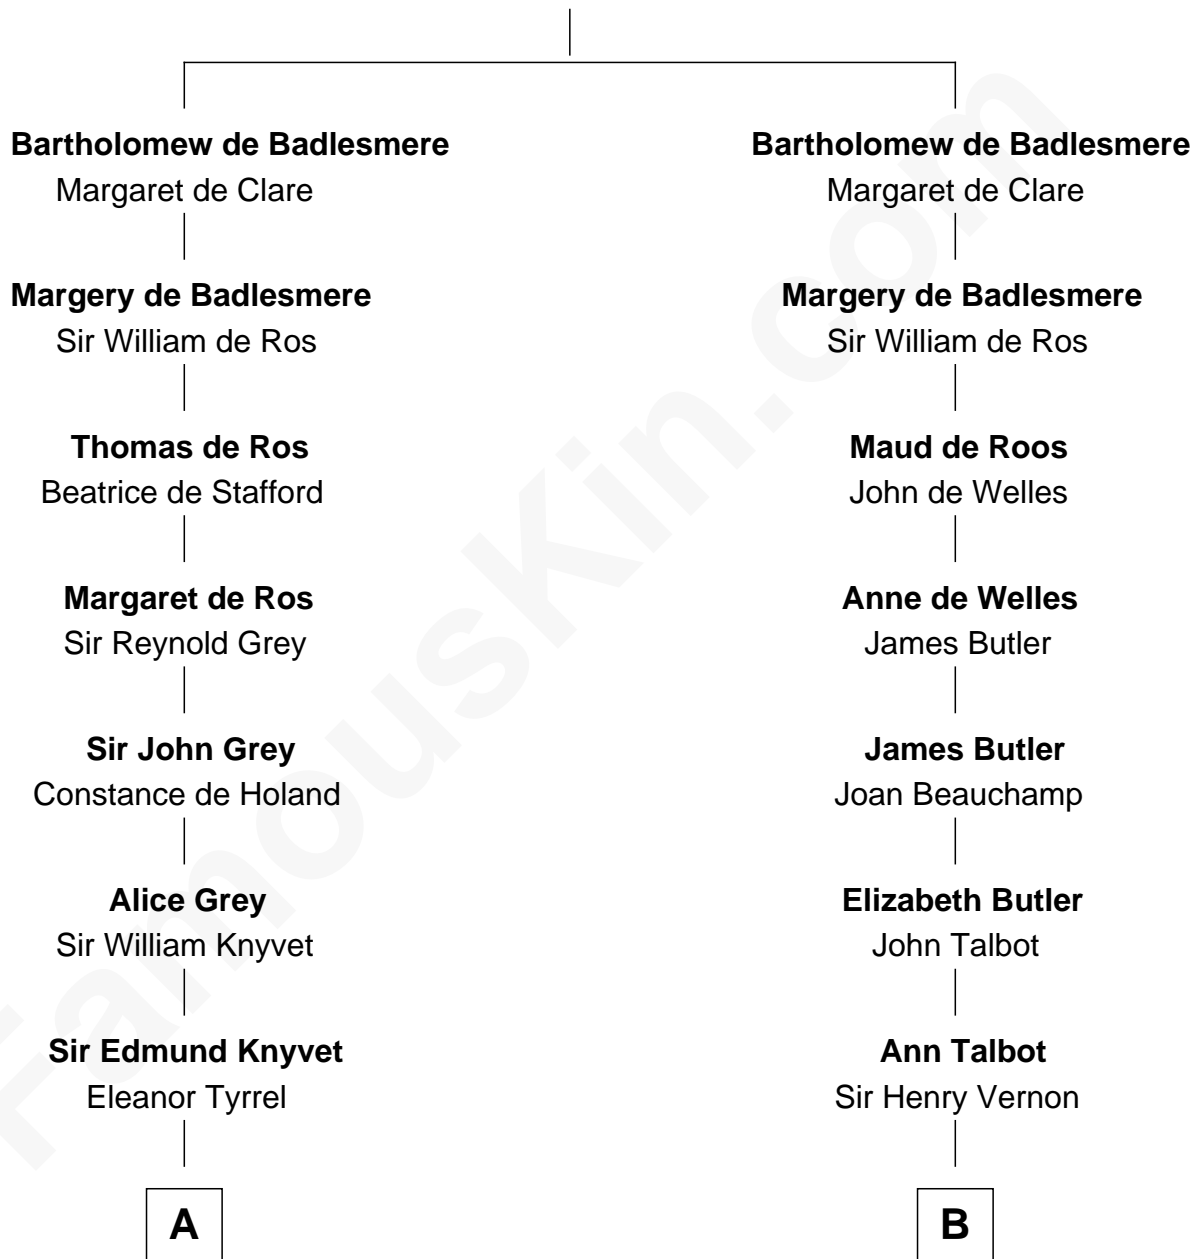 Bartholomew de Badlesmere
Margaret de Clare
Margery de Badlesmere
Sir William de Ros
Thomas de Ros
Beatrice de Stafford
Margaret de Ros
Sir Reynold Grey
Sir John Grey
Constance de Holand
Alice Grey
Sir William Knyvet
Sir Edmund Knyvet
Eleanor Tyrrel
A
Bartholomew de Badlesmere
Margaret de Clare
Margery de Badlesmere
Sir William de Ros
Maud de Roos
John de Welles
Anne de Welles
James Butler
James Butler
Joan Beauchamp
Elizabeth Butler
John Talbot
Ann Talbot
Sir Henry Vernon
B
FamousKin.com